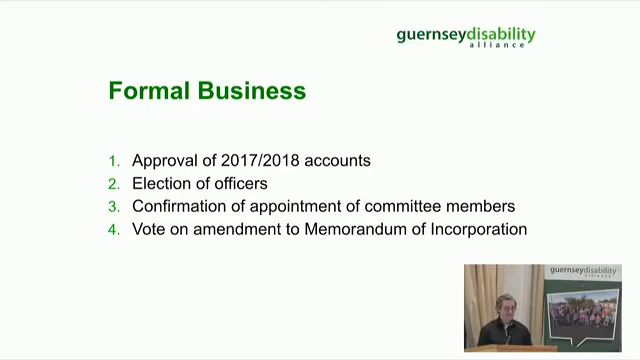 guernseydisability
alliance
Formal Business
1. Approval of 2017/2018 accounts
2. Election of officers
3. Confirmation of appointment of committee members
4. Vote on amendment to Memorandum of Incorporation
guernseydisability
alliance